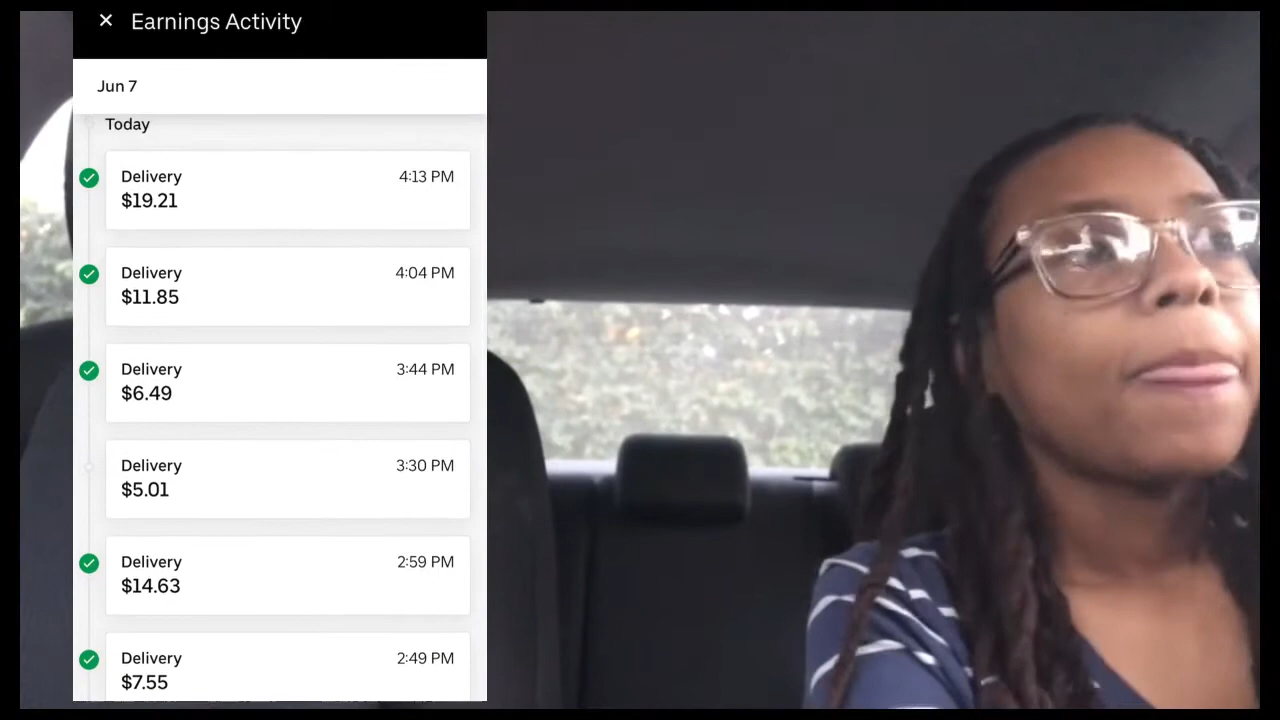 × Earnings Activity
Jun 7
Today
Delivery 4:13 PM
$19.21
Delivery 4:04 PM
$11.85
Delivery 3:44 PM
$6.49
Delivery 3:30 PM
$5.01
Delivery 2:59 PM
$14.63
Delivery 2:49 PM
$7.55